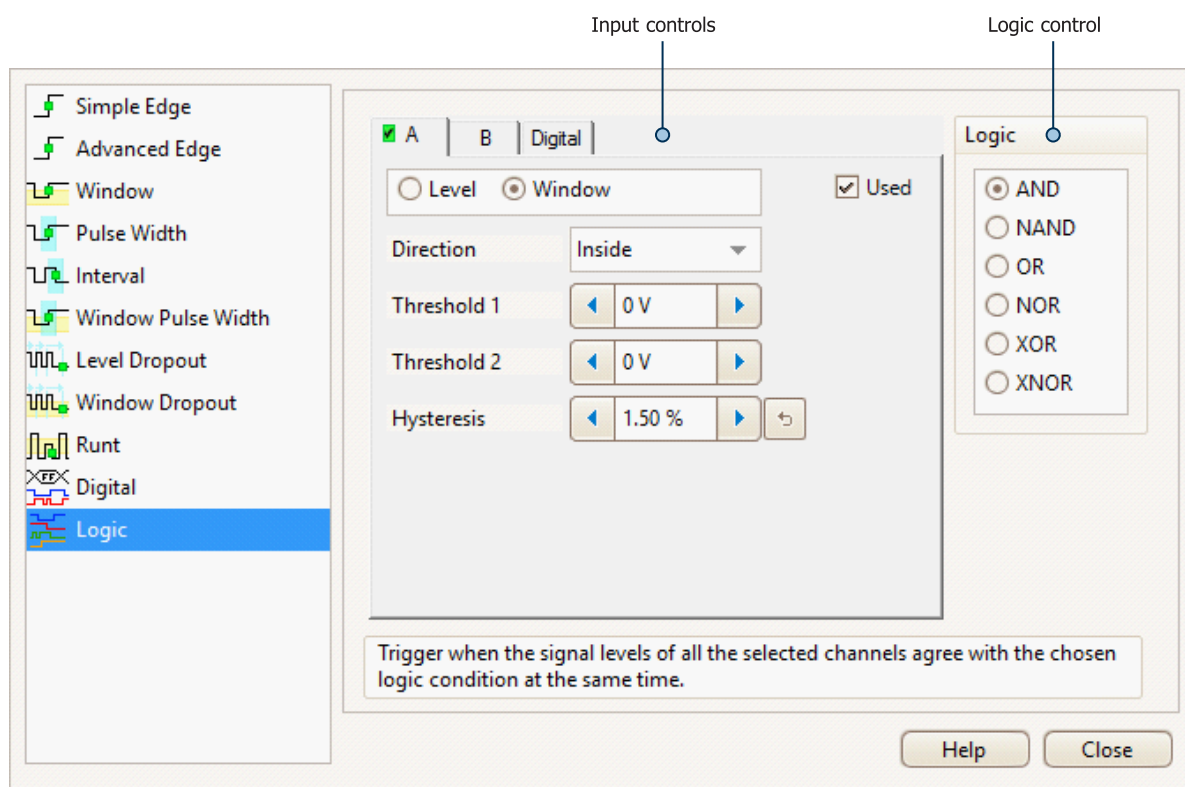 Input controls
Logic control
Simple Edge
Advanced Edge
Window
Pulse Width
Interval
Window Pulse Width
Level Dropout
Window Dropout
Runt
FF
Digital
Logic
A
B
Digital
Level
Window
Used
Direction
Inside
Threshold 1
0 V
Threshold 2
0 V
Hysteresis
1.50 %
Logic
AND
NAND
OR
NOR
XOR
XNOR
Trigger when the signal levels of all the selected channels agree with the chosen
logic condition at the same time.
Help
Close